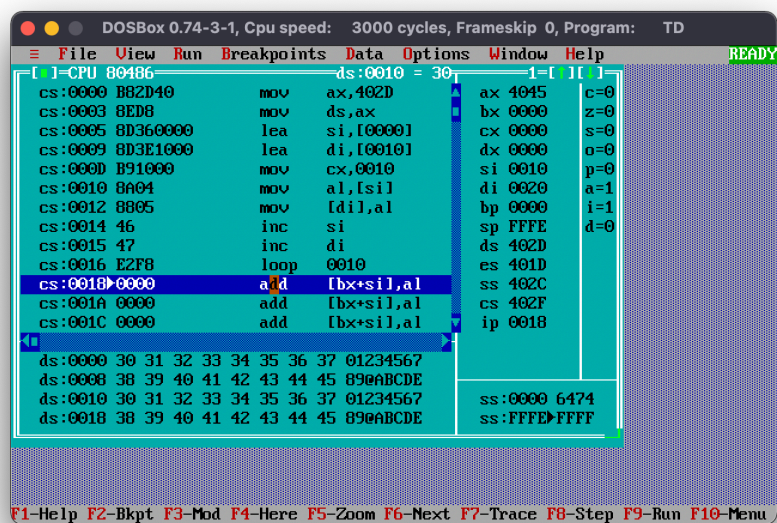 DOSBox 0.74-3-1, Cpu speed: 3000 cycles, Frameskip 0, Program: TD
≡ File View Run Breakpoints Data Options Window Help READY
[■]=CPU 80486 ds:0010 = 30 1=[↑][↓]
cs:0000 B82D40 mov ax,402D ax 4045 c=0
cs:0003 8ED8 mov ds,ax bx 0000 z=0
cs:0005 8D360000 lea si,[0000] cx 0000 s=0
cs:0009 8D3E1000 lea di,[0010] dx 0000 o=0
cs:000D B91000 mov cx,0010 si 0010 p=0
cs:0010 8A04 mov al,[si] di 0020 a=1
cs:0012 8805 mov [di],al bp 0000 i=1
cs:0014 46 inc si sp FFFE d=0
cs:0015 47 inc di ds 402D
cs:0016 E2F8 loop 0010 es 401D
cs:0018▶0000 add [bx+si],al ss 402C
cs:001A 0000 add [bx+si],al cs 402F
cs:001C 0000 add [bx+si],al ip 0018
ds:0000 30 31 32 33 34 35 36 37 01234567
ds:0008 38 39 40 41 42 43 44 45 89@ABCDE
ds:0010 30 31 32 33 34 35 36 37 01234567 ss:0000 6474
ds:0018 38 39 40 41 42 43 44 45 89@ABCDE ss:FFFE▶FFFF
F1-Help F2-Bkpt F3-Mod F4-Here F5-Zoom F6-Next F7-Trace F8-Step F9-Run F10-Menu